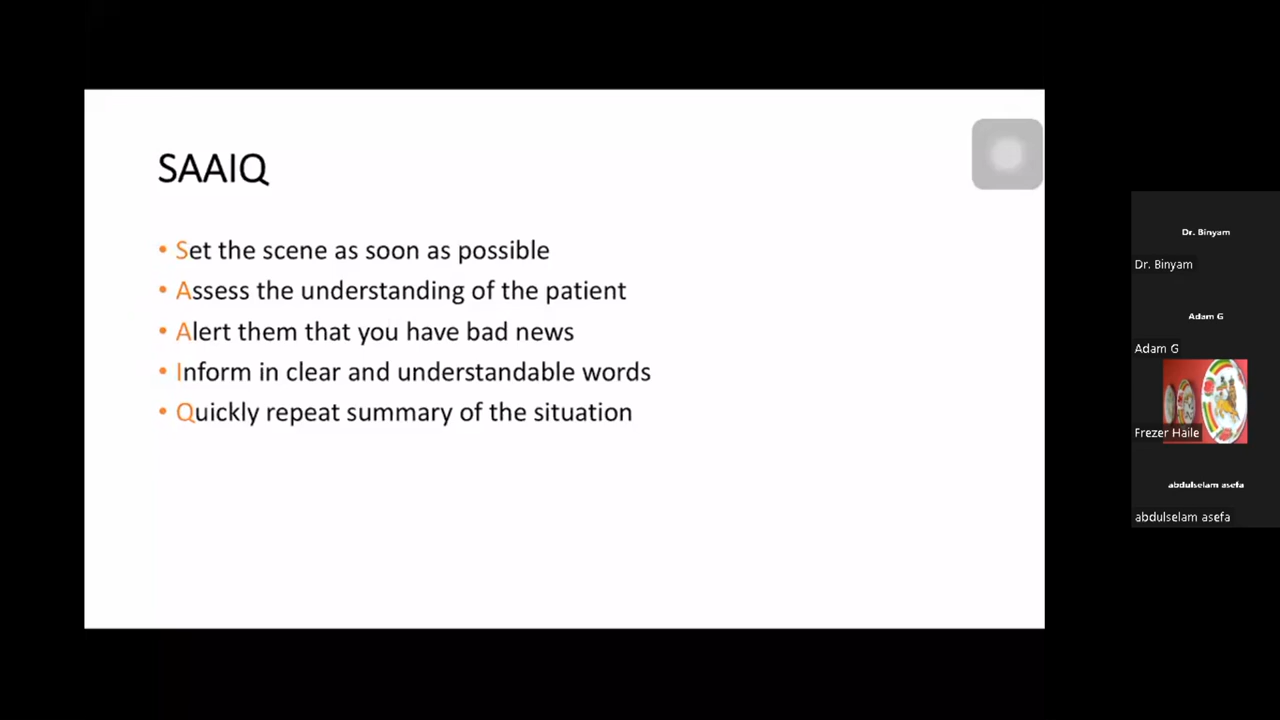 SAAIQ
• Set the scene as soon as possible
• Assess the understanding of the patient
• Alert them that you have bad news
• Inform in clear and understandable words
• Quickly repeat summary of the situation
Dr. Binyam
Dr. Binyam
Adam G
Adam G
Frezer Haile
abdulselam asefa
abdulselam asefa